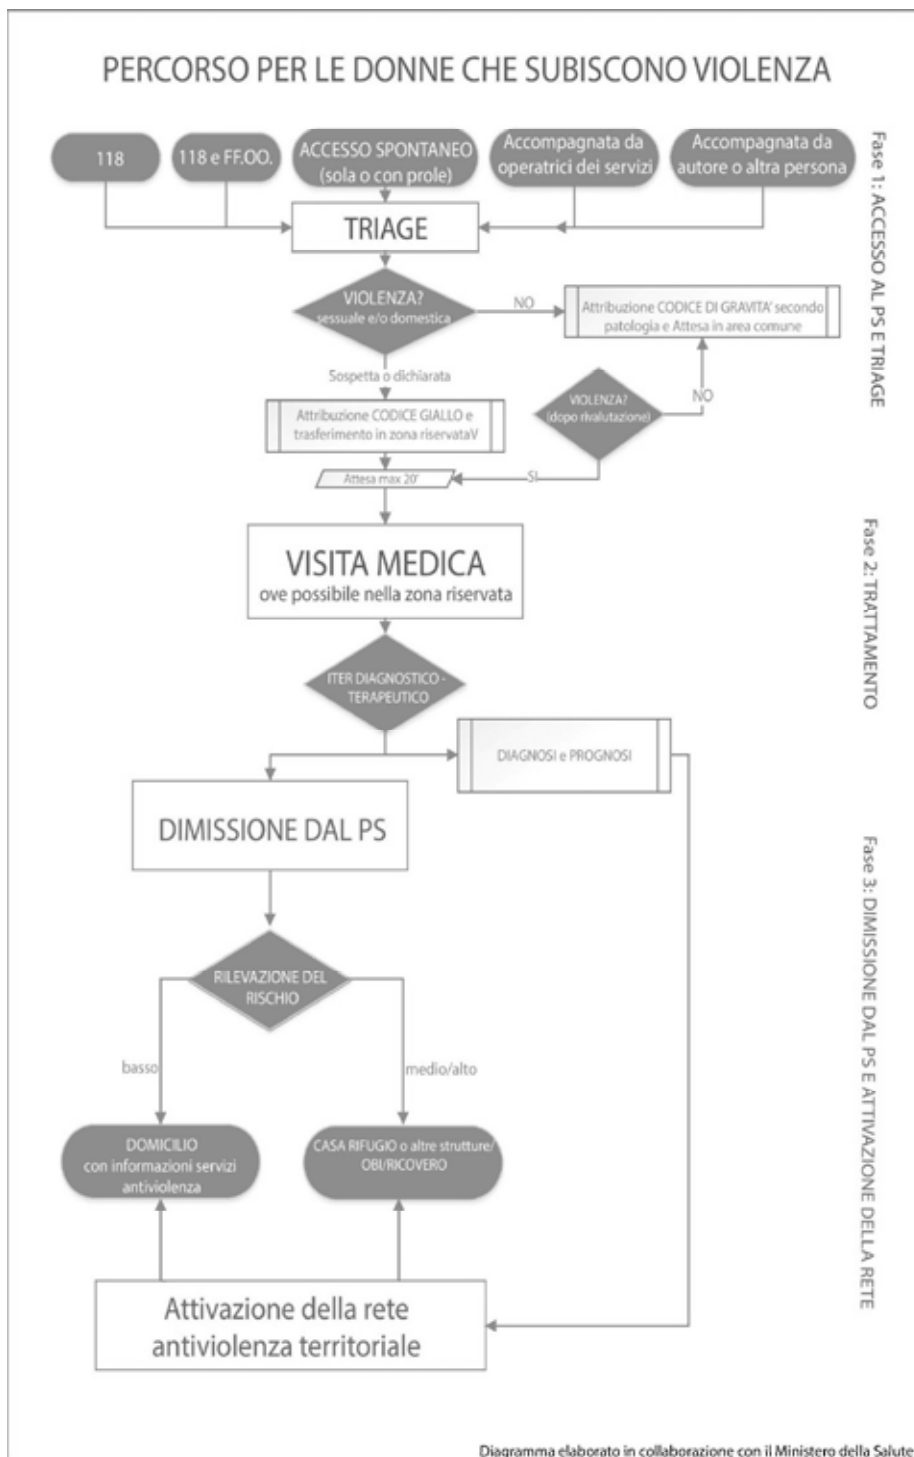 PERCORSO PER LE DONNE CHE SUBISCONO VIOLENZA
118
118 e FF.OO.
ACCESSO SPONTANEO
(sola o con prole)
Accompagnata da
operatrici dei servizi
Accompagnata da
autore o altra persona
Fase 1: ACCESSO AL PS E TRIAGE
TRIAGE
VIOLENZA?
sessuale e/o domestica
NO
Attribuzione CODICE DI GRAVITA' secondo
patologia e Attesa in area comune
Sospetta o dichiarata
VIOLENZA?
(dopo rivalutazione)
NO
Attribuzione CODICE GIALLO e
trasferimento in zona riservataV
Attesa max 20'
SI
Fase 2: TRATTAMENTO
VISITA MEDICA
ove possibile nella zona riservata
ITER DIAGNOSTICO -
TERAPEUTICO
DIAGNOSI e PROGNOSI
DIMISSIONE DAL PS
Fase 3: DIMISSIONE DAL PS E ATTIVAZIONE DELLA RETE
RILEVAZIONE DEL
RISCHIO
basso
medio/alto
DOMICILIO
con informazioni servizi
antiviolenza
CASA RIFUGIO o altre strutture/
OBI/RICOVERO
Attivazione della rete
antiviolenza territoriale
Diagramma elaborato in collaborazione con il Ministero della Salute